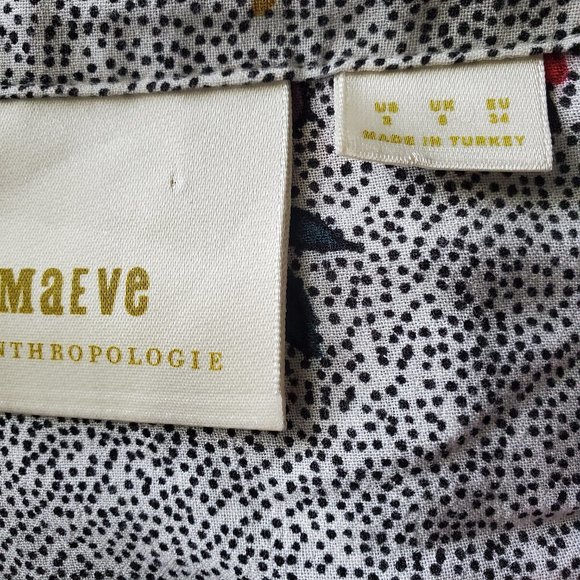 MaEve
NTHROPOLOGIE
US UK EU
2 6 34
MADE IN TURKEY